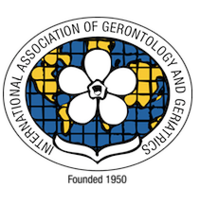 INTERNATIONAL ASSOCIATION OF GERONTOLOGY AND GERIATRICS
Founded 1950